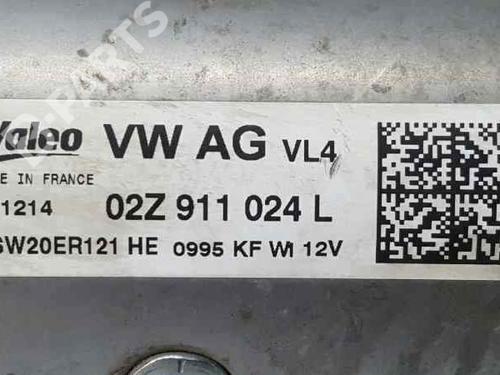 Valeo VW AG VL4
E IN FRANCE
1214 02Z 911 024 L
SW20ER121 HE 0995 KF WI 12V